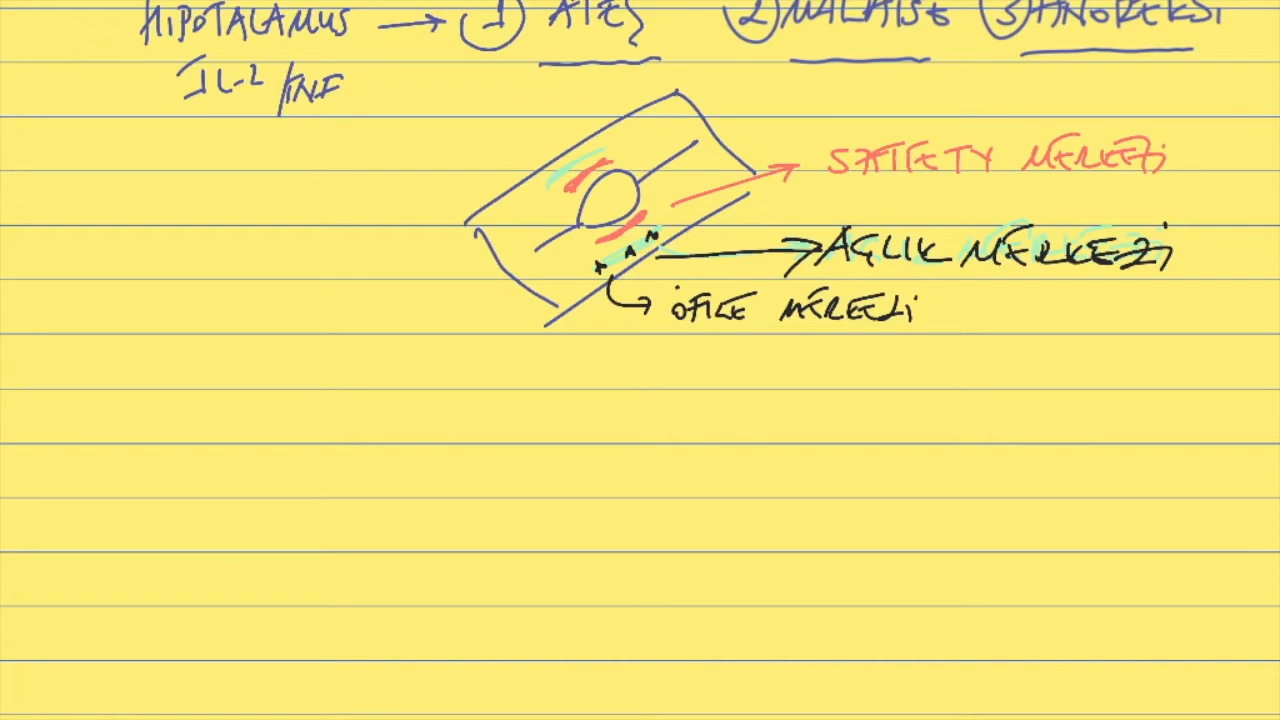 HİPOTALAMUS → ① ATEŞ ② MALAISE ③ ANOREKSİ
IL-2/TNF
SATIETY MERKEZİ
AÇLIK MERKEZİ
ÖFKE MERKEZİ